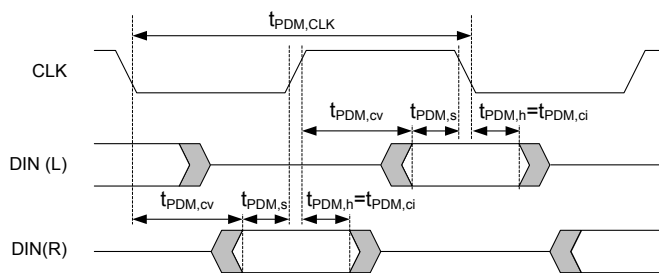 tPDM,CLK
CLK
tPDM,cv tPDM,s tPDM,h=tPDM,ci
DIN (L)
tPDM,cv tPDM,s tPDM,h=tPDM,ci
DIN(R)